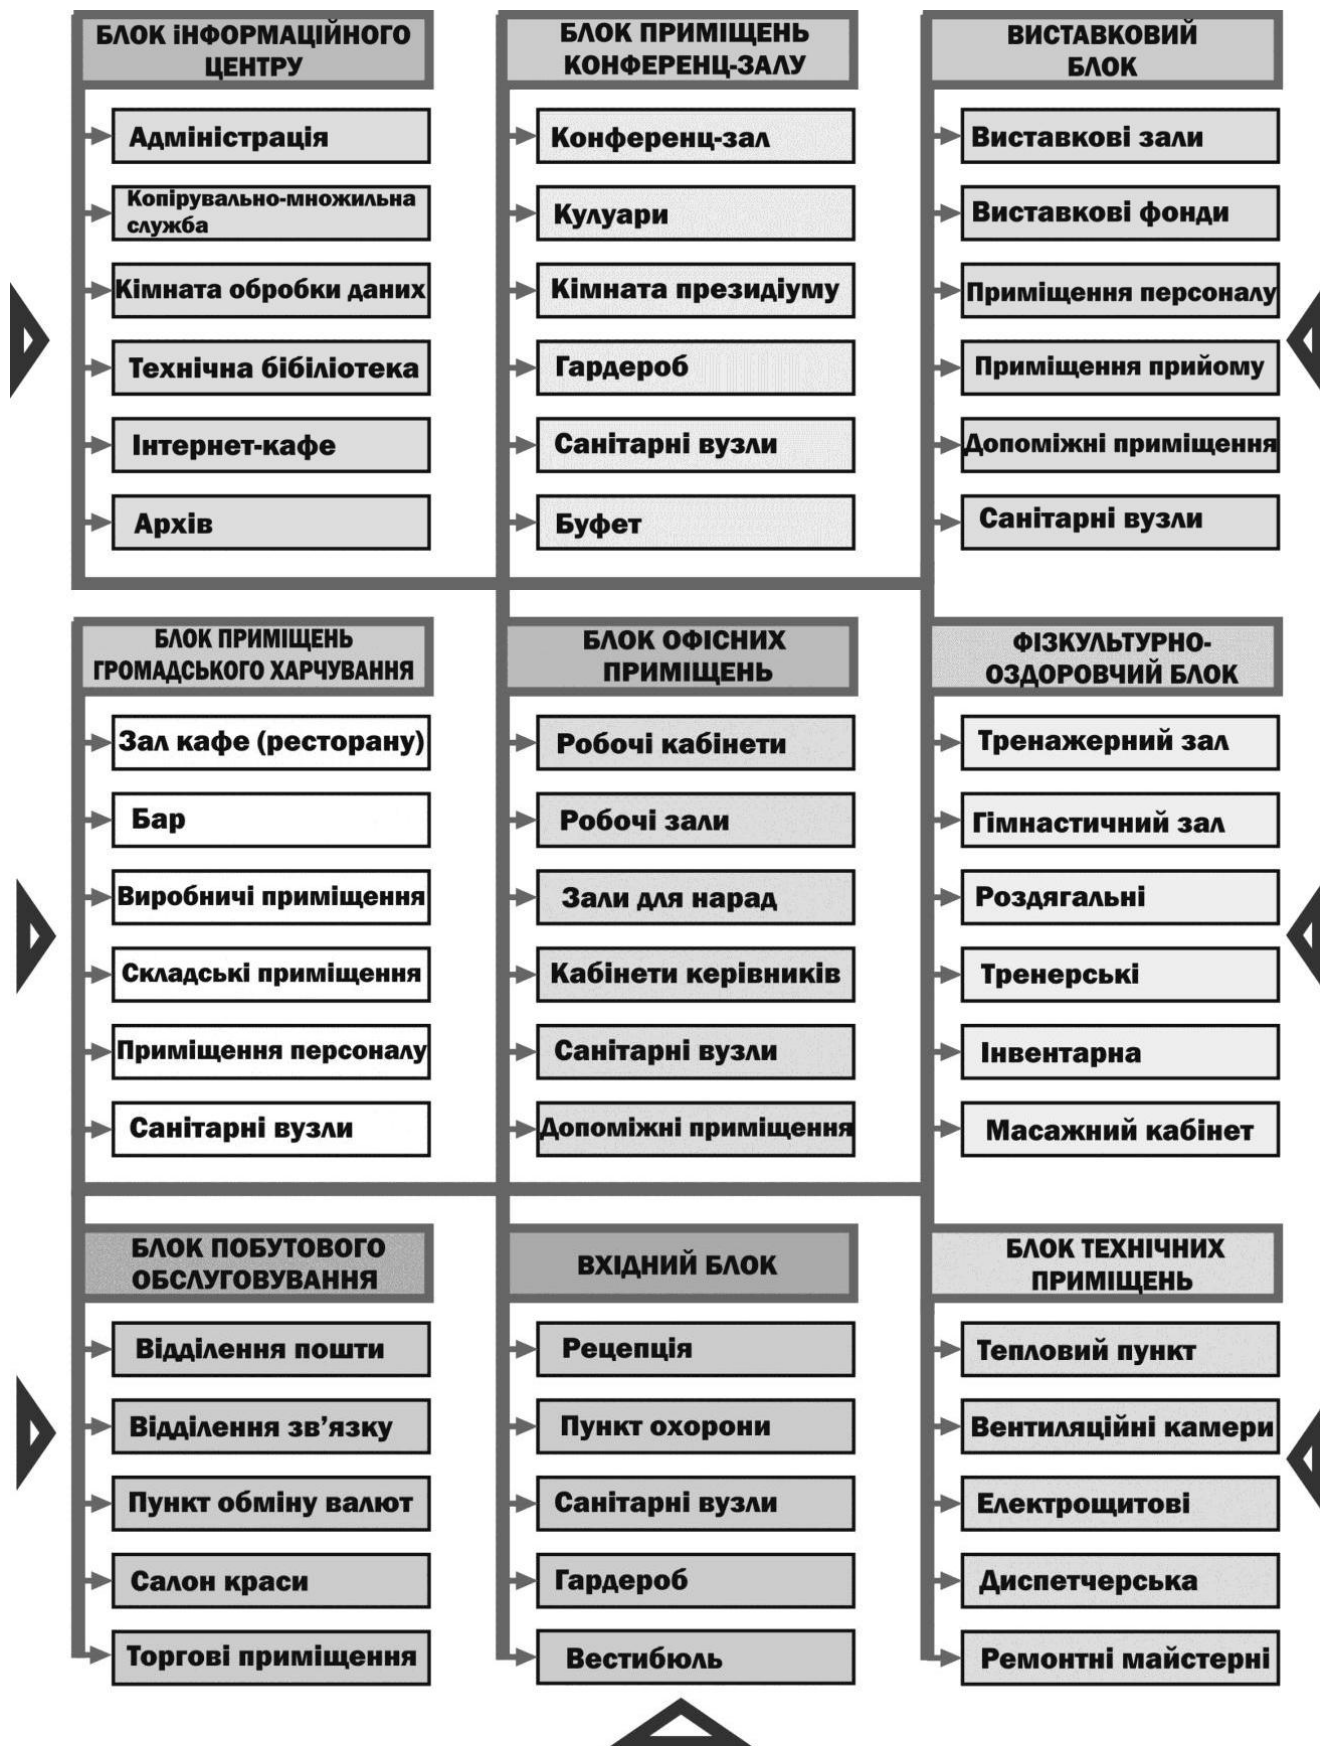 БЛОК іНФОРМАЦІЙНОГО
ЦЕНТРУ
Адміністрація
Копірувально-множильна
служба
Кімната обробки даних
Технічна бібіліотека
Інтернет-кафе
Архів
БЛОК ПРИМІЩЕНЬ
КОНФЕРЕНЦ-ЗАЛУ
Конференц-зал
Кулуари
Кімната президіуму
Гардероб
Санітарні вузли
Буфет
ВИСТАВКОВИЙ
БЛОК
Виставкові зали
Виставкові фонди
Приміщення персоналу
Приміщення прийому
Допоміжні приміщення
Санітарні вузли
БЛОК ПРИМІЩЕНЬ
ГРОМАДСЬКОГО ХАРЧУВАННЯ
Зал кафе (ресторану)
Бар
Виробничі приміщення
Складські приміщення
Приміщення персоналу
Санітарні вузли
БЛОК ОФІСНИХ
ПРИМІЩЕНЬ
Робочі кабінети
Робочі зали
Зали для нарад
Кабінети керівників
Санітарні вузли
Допоміжні приміщення
ФІЗКУЛЬТУРНО-
ОЗДОРОВЧИЙ БЛОК
Тренажерний зал
Гімнастичний зал
Роздягальні
Тренерські
Інвентарна
Масажний кабінет
БЛОК ПОБУТОВОГО
ОБСЛУГОВУВАННЯ
Відділення пошти
Відділення зв’язку
Пункт обміну валют
Салон краси
Торгові приміщення
ВХІДНИЙ БЛОК
Рецепція
Пункт охорони
Санітарні вузли
Гардероб
Вестибюль
БЛОК ТЕХНІЧНИХ
ПРИМІЩЕНЬ
Тепловий пункт
Вентиляційні камери
Електрощитові
Диспетчерська
Ремонтні майстерні